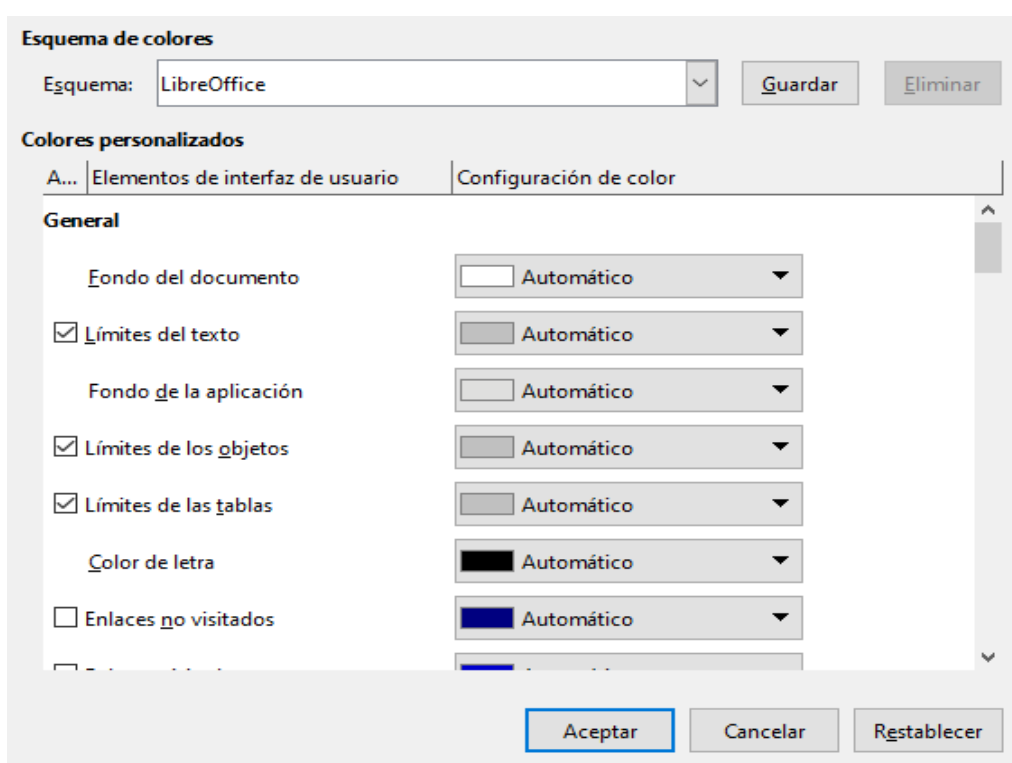 Esquema de colores
Esquema: LibreOffice Guardar Eliminar
Colores personalizados
A... Elementos de interfaz de usuario Configuración de color
General
Fondo del documento Automático
Límites del texto Automático
Fondo de la aplicación Automático
Límites de los objetos Automático
Límites de las tablas Automático
Color de letra Automático
Enlaces no visitados Automático
Aceptar Cancelar Restablecer